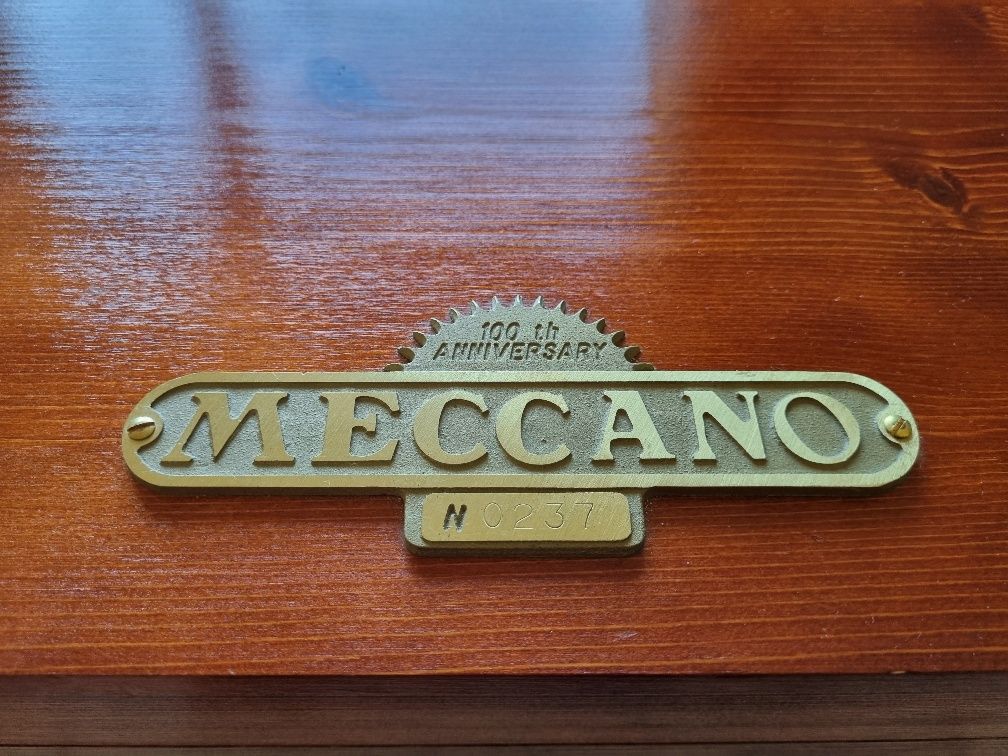 100 th
ANNIVERSARY
MECCANO
N 0237